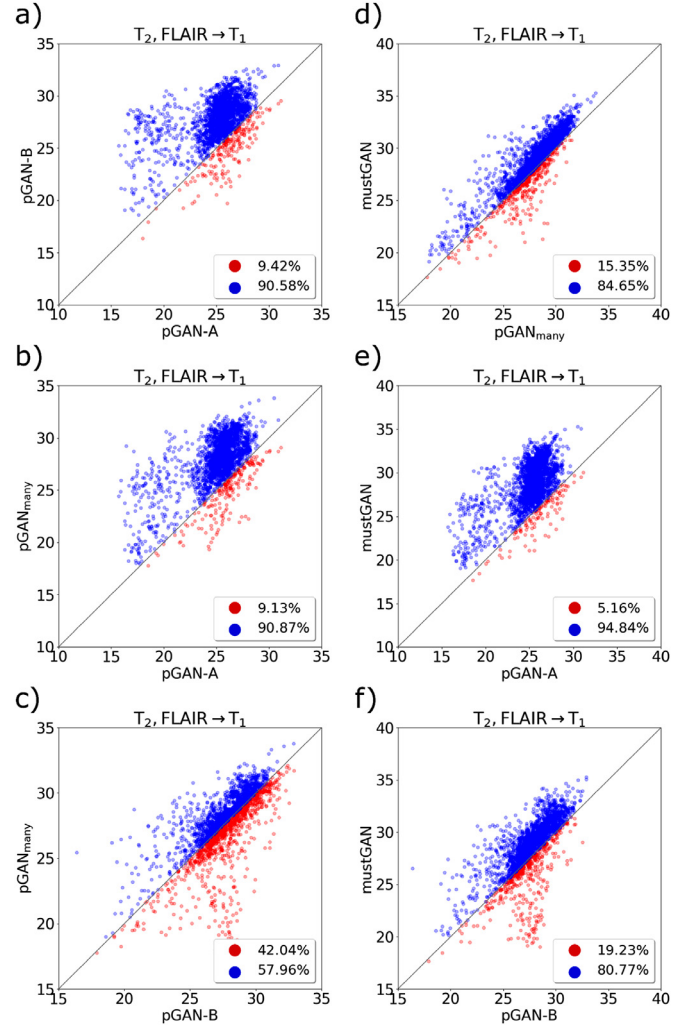 a)
T₂, FLAIR → T₁
35
30
25
20
15
10
10 15 20 25 30 35
pGAN-B
pGAN-A
9.42%
90.58%
d)
T₂, FLAIR → T₁
40
35
30
25
20
15
15 20 25 30 35 40
mustGAN
pGANmany
15.35%
84.65%
b)
T₂, FLAIR → T₁
35
30
25
20
15
10
10 15 20 25 30 35
pGANmany
pGAN-A
9.13%
90.87%
e)
T₂, FLAIR → T₁
40
35
30
25
20
15
10
10 15 20 25 30 35 40
mustGAN
pGAN-A
5.16%
94.84%
c)
T₂, FLAIR → T₁
35
30
25
20
15
15 20 25 30 35
pGANmany
pGAN-B
42.04%
57.96%
f)
T₂, FLAIR → T₁
40
35
30
25
20
15
15 20 25 30 35 40
mustGAN
pGAN-B
19.23%
80.77%